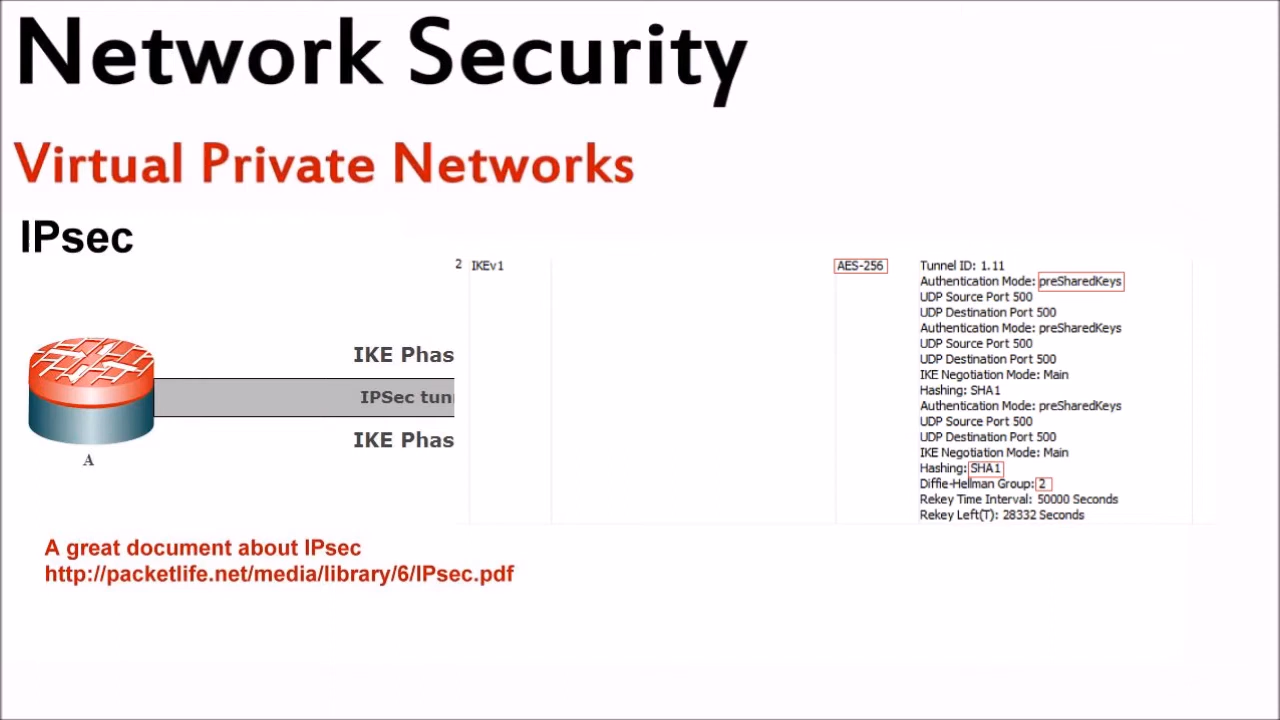 Network Security
Virtual Private Networks
IPsec
2 IKEv1
AES-256
Tunnel ID: 1.11
Authentication Mode: preSharedKeys
UDP Source Port 500
UDP Destination Port 500
Authentication Mode: preSharedKeys
UDP Source Port 500
UDP Destination Port 500
IKE Negotiation Mode: Main
Hashing: SHA1
Authentication Mode: preSharedKeys
UDP Source Port 500
UDP Destination Port 500
IKE Negotiation Mode: Main
Hashing: SHA1
Diffie-Hellman Group: 2
Rekey Time Interval: 50000 Seconds
Rekey Left(T): 28332 Seconds
IKE Phas
IPSec tun
IKE Phas
A
A great document about IPsec
http://packetlife.net/media/library/6/IPsec.pdf